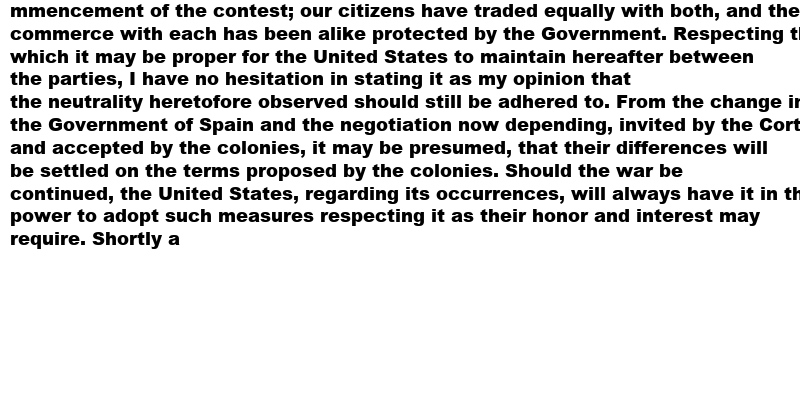 mmencement of the contest; our citizens have traded equally with both, and the
commerce with each has been alike protected by the Government. Respecting
which it may be proper for the United States to maintain hereafter between
the parties, I have no hesitation in stating it as my opinion that
the neutrality heretofore observed should still be adhered to. From the change in
the Government of Spain and the negotiation now depending, invited by the
and accepted by the colonies, it may be presumed, that their differences will
be settled on the terms proposed by the colonies. Should the war be
continued, the United States, regarding its occurrences, will always have it in
power to adopt such measures respecting it as their honor and interest may
require. Shortly a